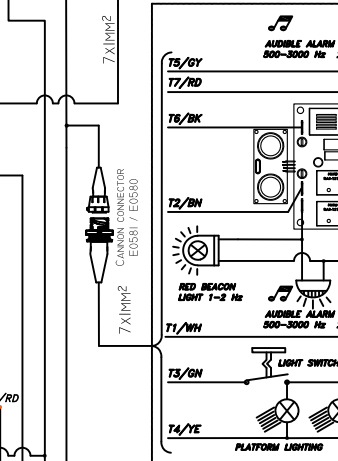 7X1MM²
AUDIBLE ALARM
500-3000 Hz
T5/GY
T7/RD
T6/BK
CANNON CONNECTOR
E0581 / E0580
T2/BN
RED BEACON
LIGHT 1-2 Hz
7X1MM²
AUDIBLE ALARM
500-3000 Hz
T1/WH
LIGHT SWITCH
T3/GN
/RD
T4/YE
PLATFORM LIGHTING